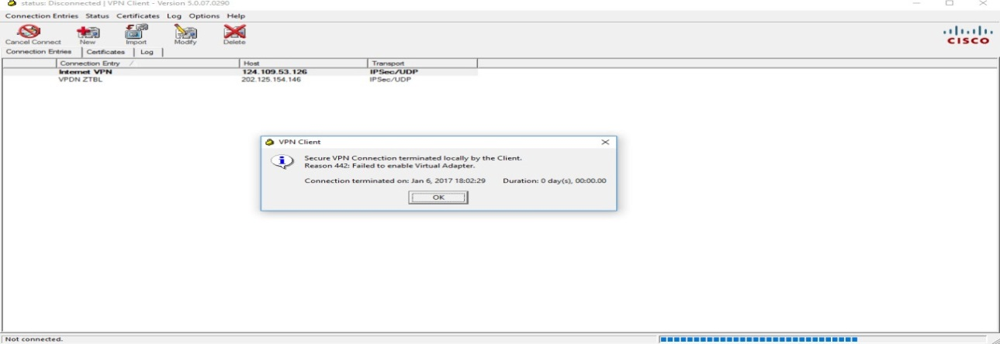 status: Disconnected | VPN Client - Version 5.0.07.0290
Connection Entries Status Certificates Log Options Help
Cancel Connect New Import Modify Delete
CISCO
Connection Entries Certificates Log
Connection Entry Host Transport
Internet VPN 124.109.53.126 IPSec/UDP
VPDN ZTBL 202.125.154.146 IPSec/UDP
VPN Client
Secure VPN Connection terminated locally by the Client.
Reason 442: Failed to enable Virtual Adapter.
Connection terminated on: Jan 6, 2017 18:02:29 Duration: 0 day(s), 00:00.00
OK
Not connected.